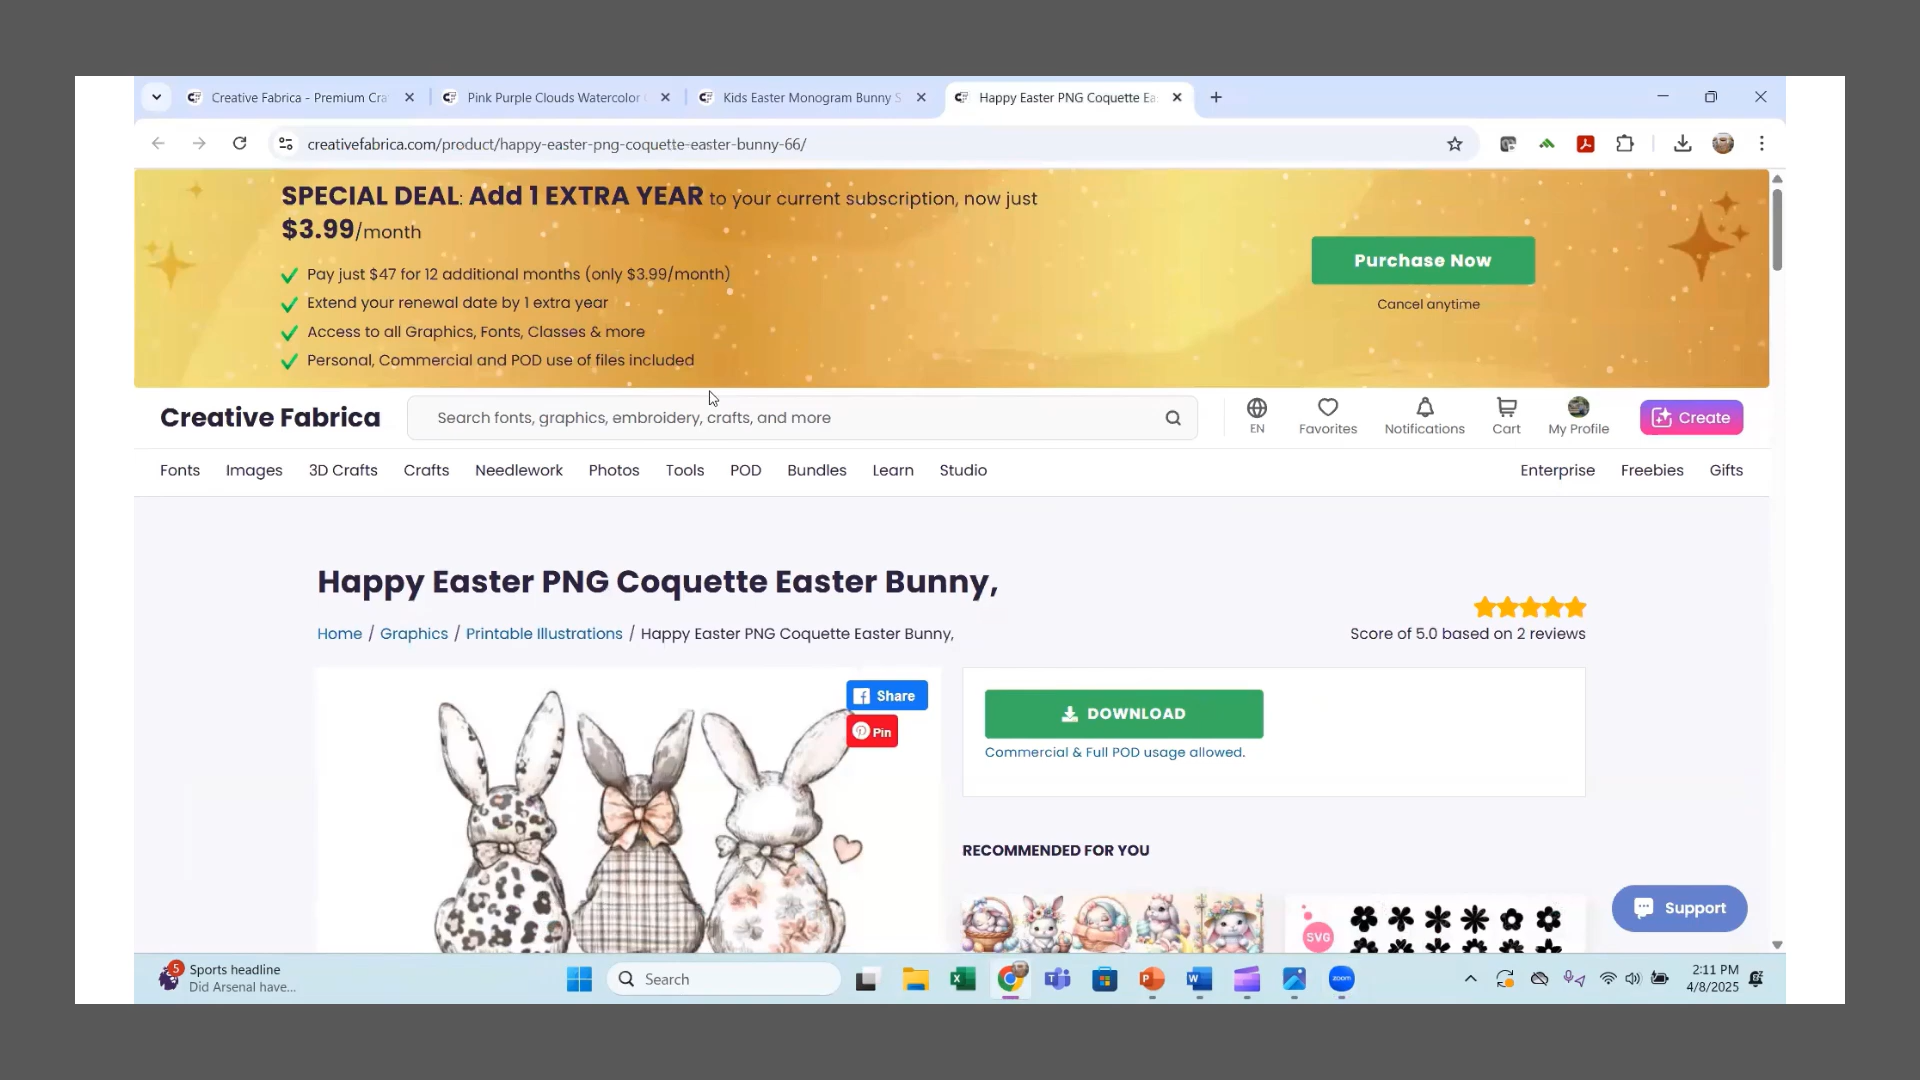 Creative Fabrica - Premium Cra
Pink Purple Clouds Watercolor
Kids Easter Monogram Bunny S
Happy Easter PNG Coquette Ea
creativefabrica.com/product/happy-easter-png-coquette-easter-bunny-66/
SPECIAL DEAL: Add 1 EXTRA YEAR to your current subscription, now just
$3.99/month
Pay just $47 for 12 additional months (only $3.99/month)
Extend your renewal date by 1 extra year
Access to all Graphics, Fonts, Classes & more
Personal, Commercial and POD use of files included
Purchase Now
Cancel anytime
Creative Fabrica
Search fonts, graphics, embroidery, crafts, and more
EN
Favorites
Notifications
Cart
My Profile
Create
Fonts
Images
3D Crafts
Crafts
Needlework
Photos
Tools
POD
Bundles
Learn
Studio
Enterprise
Freebies
Gifts
Happy Easter PNG Coquette Easter Bunny,
Home / Graphics / Printable Illustrations / Happy Easter PNG Coquette Easter Bunny,
Score of 5.0 based on 2 reviews
Share
Pin
DOWNLOAD
Commercial & Full POD usage allowed.
RECOMMENDED FOR YOU
SVG
Support
5
Sports headline
Did Arsenal have...
Search
zoom
2:11 PM
4/8/2025